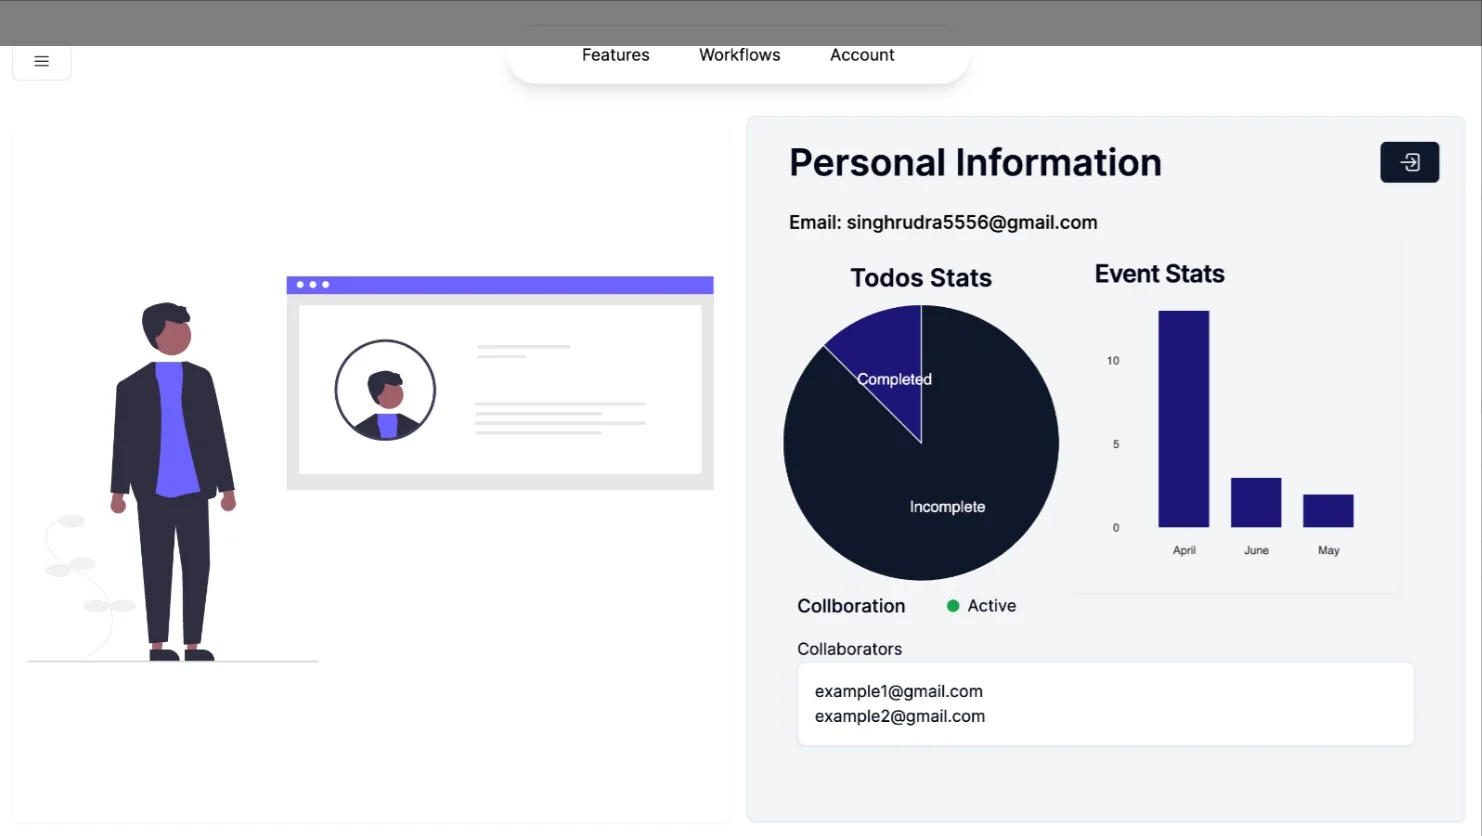 Features
Workflows
Account
Personal Information
Email: singhrudra5556@gmail.com
Todos Stats
Completed
Incomplete
Event Stats
10
5
0
April
June
May
Collboration
Active
Collaborators
example1@gmail.com
example2@gmail.com